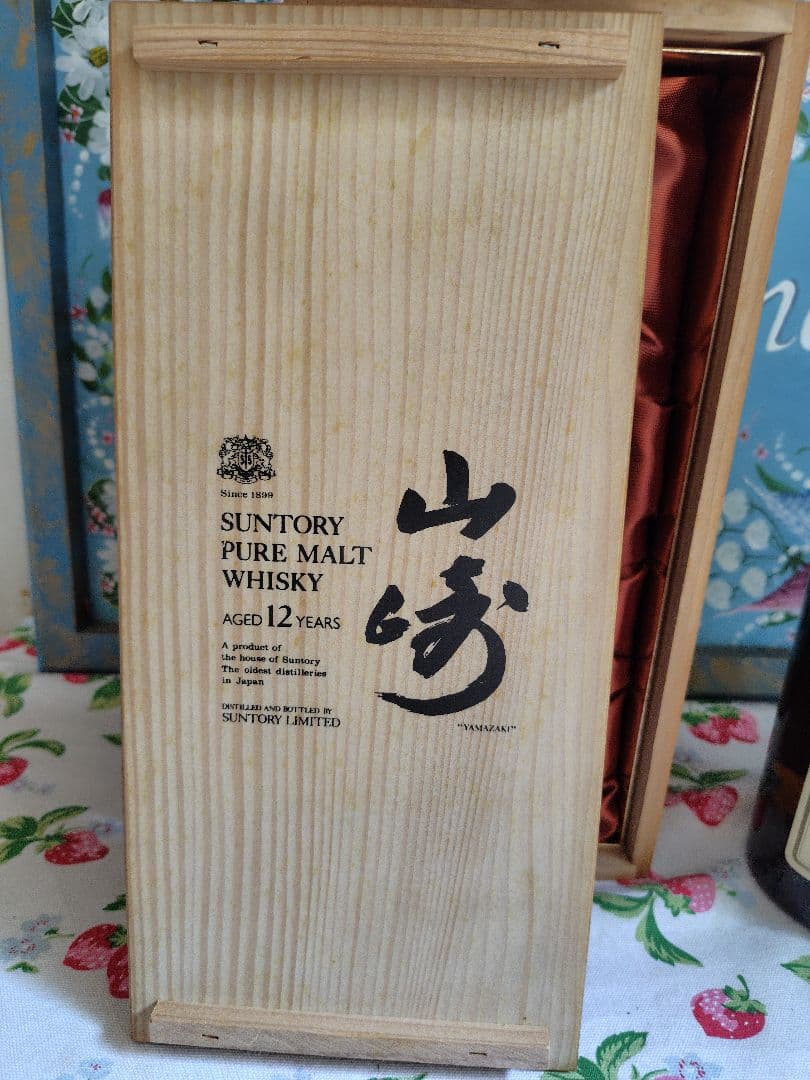 Since 1899
SUNTORY
PURE MALT
WHISKY
AGED 12 YEARS
A product of
the house of Suntory
The oldest distilleries
in Japan
DISTILLED AND BOTTLED BY
SUNTORY LIMITED
山崎
"YAMAZAKI"